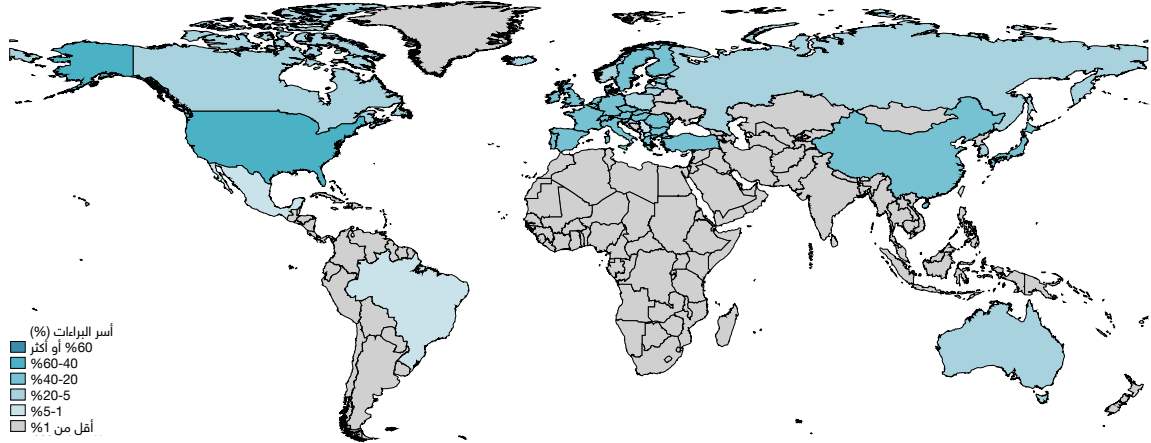 أسر البراءات (%)
60% أو أكثر
%60-40
%40-20
%20-5
%5-1
أقل من 1%